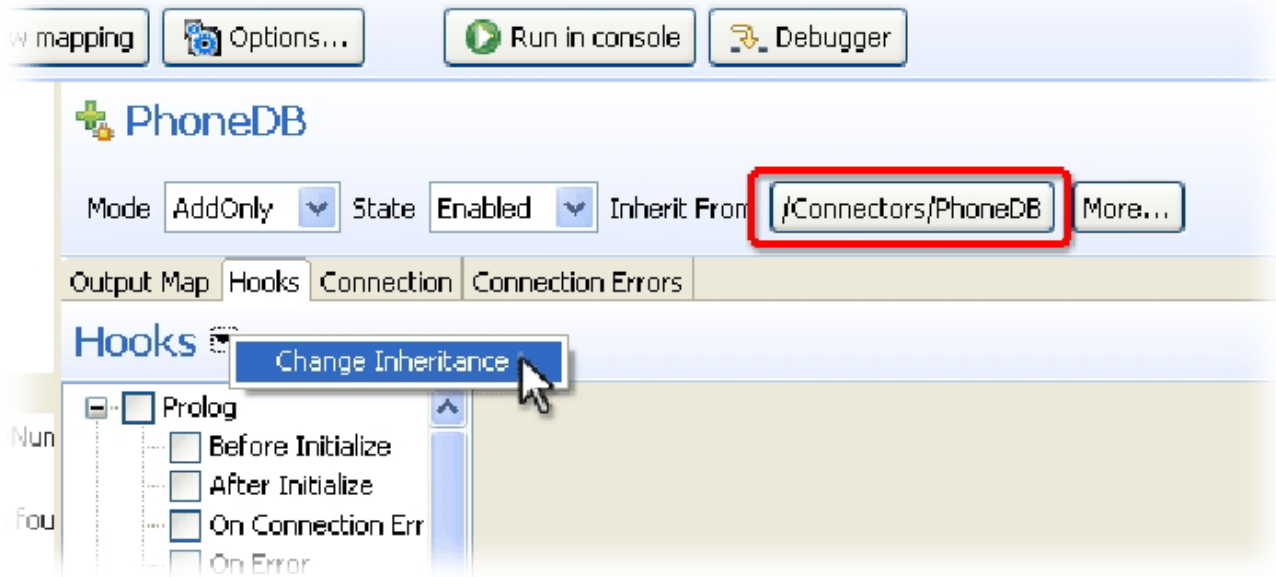 mapping Options... Run in console Debugger
PhoneDB
Mode AddOnly State Enabled Inherit From /Connectors/PhoneDB More...
Output Map Hooks Connection Connection Errors
Hooks
Change Inheritance
Prolog
Before Initialize
After Initialize
On Connection Err
On Error